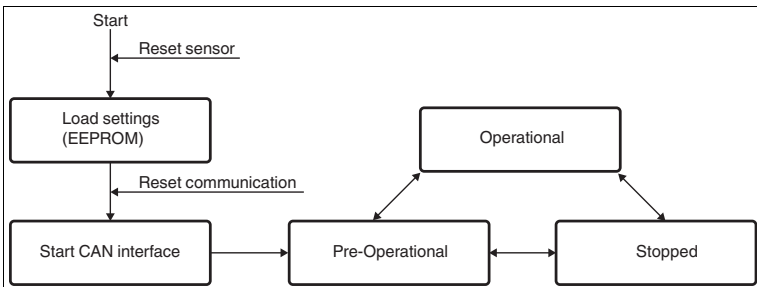 Start
Reset sensor
Load settings
(EEPROM)
Operational
Reset communication
Start CAN interface
Pre-Operational
Stopped